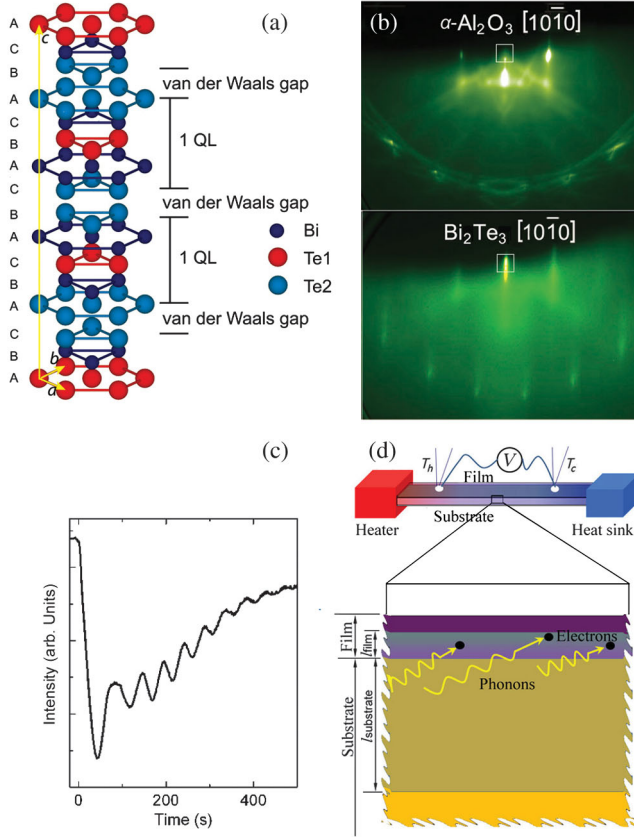 (a)
A
C
B
A
C
B
A
C
B
A
C
B
A
C
B
A
c
b
a
van der Waals gap
1 QL
van der Waals gap
1 QL
van der Waals gap
Bi
Te1
Te2
(b)
α-Al₂O₃ [101̄0]
Bi₂Te₃ [101̄0]
(c)
Intensity (arb. Units)
0 200 400
Time (s)
(d)
Tₕ V T꜀
Film
Substrate
Heater
Heat sink
Film
lfilm
Electrons
Phonons
Substrate
lsubstrate